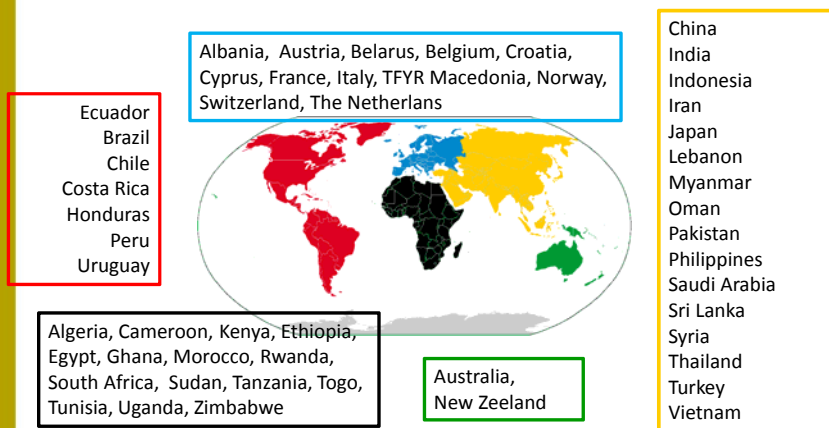 Albania, Austria, Belarus, Belgium, Croatia,
Cyprus, France, Italy, TFYR Macedonia, Norway,
Switzerland, The Netherlans
Ecuador
Brazil
Chile
Costa Rica
Honduras
Peru
Uruguay
Algeria, Cameroon, Kenya, Ethiopia,
Egypt, Ghana, Morocco, Rwanda,
South Africa, Sudan, Tanzania, Togo,
Tunisia, Uganda, Zimbabwe
Australia,
New Zeeland
China
India
Indonesia
Iran
Japan
Lebanon
Myanmar
Oman
Pakistan
Philippines
Saudi Arabia
Sri Lanka
Syria
Thailand
Turkey
Vietnam